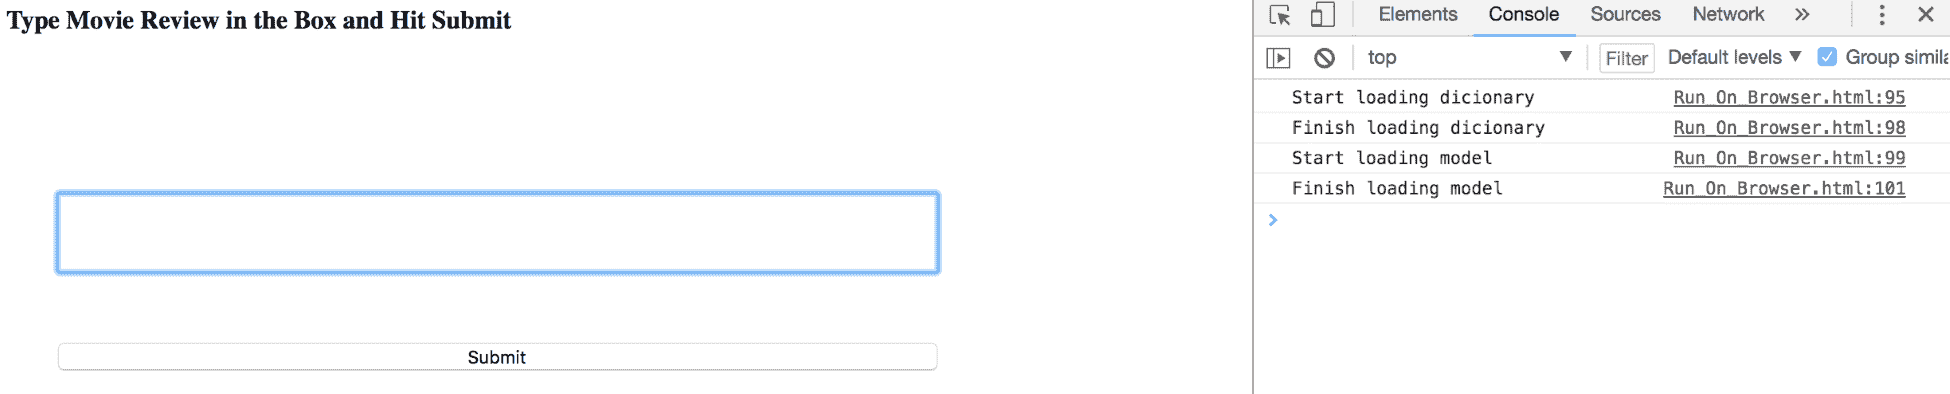 Type Movie Review in the Box and Hit Submit
Submit
Elements Console Sources Network »
top ▼ Filter Default levels ▼ Group simila
Start loading dicionary Run_On_Browser.html:95
Finish loading dicionary Run_On_Browser.html:98
Start loading model Run_On_Browser.html:99
Finish loading model Run_On_Browser.html:101